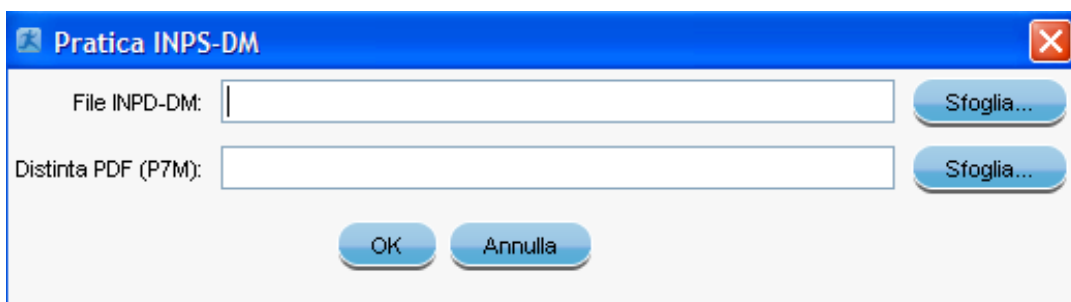 Pratica INPS-DM
File INPD-DM: Sfoglia...
Distinta PDF (P7M): Sfoglia...
OK Annulla